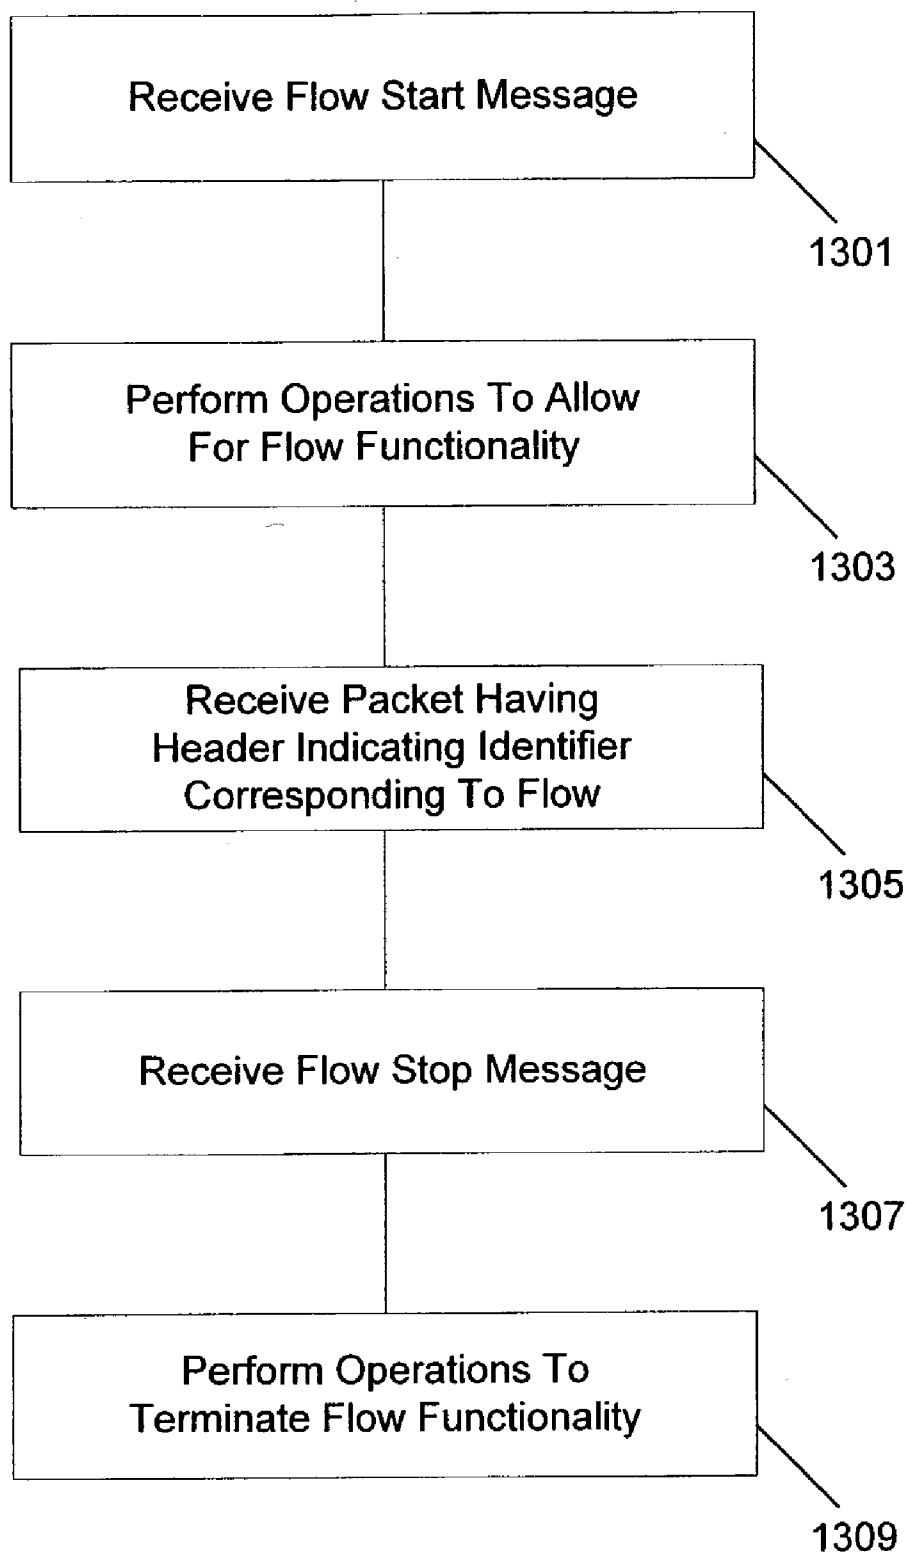 Receive Flow Start Message
1301
Perform Operations To Allow
For Flow Functionality
1303
Receive Packet Having
Header Indicating Identifier
Corresponding To Flow
1305
Receive Flow Stop Message
1307
Perform Operations To
Terminate Flow Functionality
1309